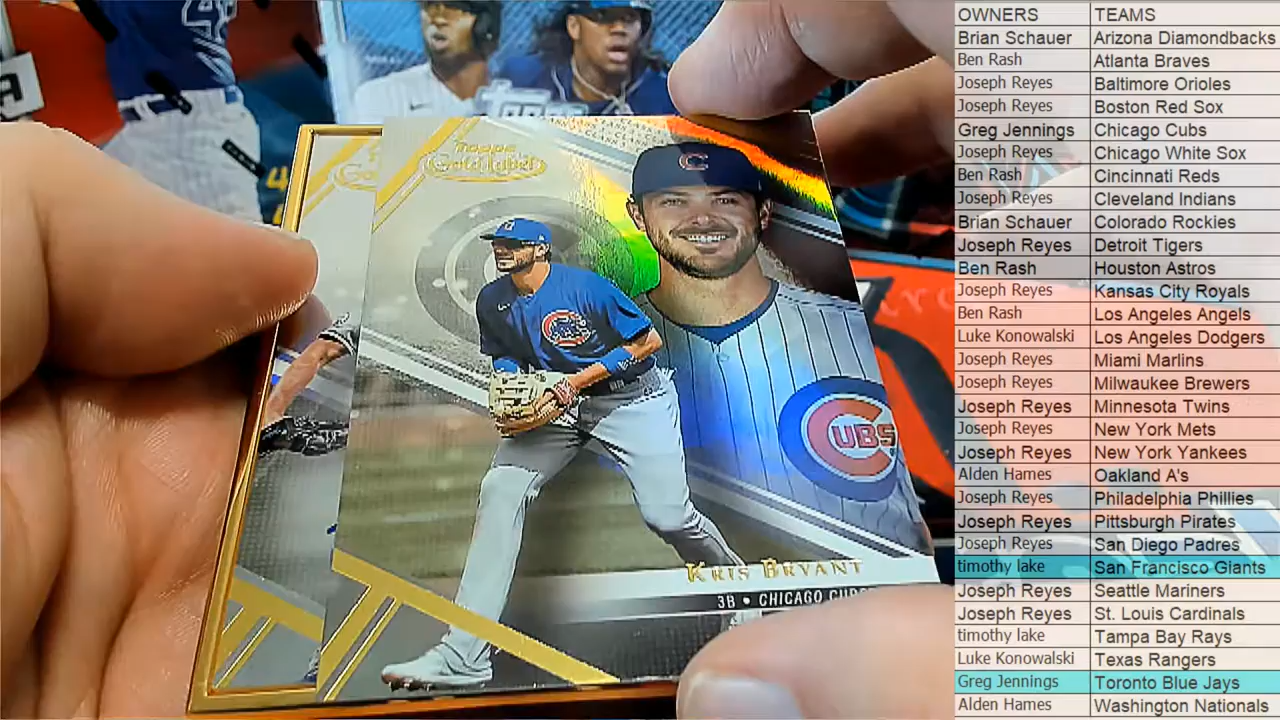 Topps
Gold Label
C
CUBS
KRIS BRYANT
3B • CHICAGO CUBS
OWNERS TEAMS
Brian Schauer Arizona Diamondbacks
Ben Rash Atlanta Braves
Joseph Reyes Baltimore Orioles
Joseph Reyes Boston Red Sox
Greg Jennings Chicago Cubs
Joseph Reyes Chicago White Sox
Ben Rash Cincinnati Reds
Joseph Reyes Cleveland Indians
Brian Schauer Colorado Rockies
Joseph Reyes Detroit Tigers
Ben Rash Houston Astros
Joseph Reyes Kansas City Royals
Ben Rash Los Angeles Angels
Luke Konowalski Los Angeles Dodgers
Joseph Reyes Miami Marlins
Joseph Reyes Milwaukee Brewers
Joseph Reyes Minnesota Twins
Joseph Reyes New York Mets
Joseph Reyes New York Yankees
Alden Hames Oakland A's
Joseph Reyes Philadelphia Phillies
Joseph Reyes Pittsburgh Pirates
Joseph Reyes San Diego Padres
timothy lake San Francisco Giants
Joseph Reyes Seattle Mariners
Joseph Reyes St. Louis Cardinals
timothy lake Tampa Bay Rays
Luke Konowalski Texas Rangers
Greg Jennings Toronto Blue Jays
Alden Hames Washington Nationals